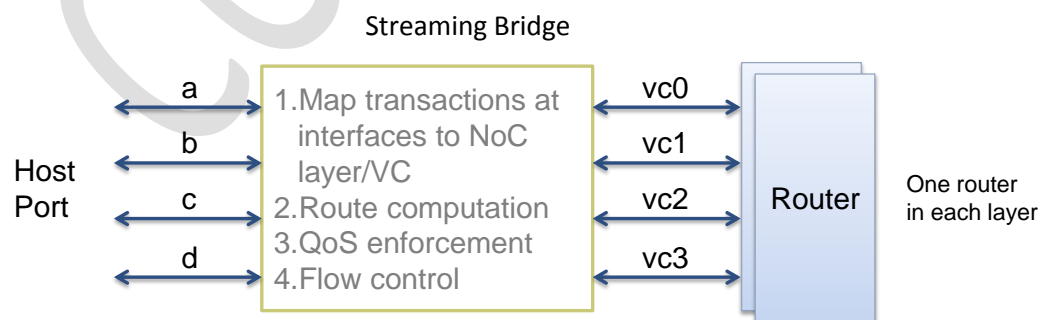 Streaming Bridge
Host
Port
a
b
c
d
1.Map transactions at
interfaces to NoC
layer/VC
2.Route computation
3.QoS enforcement
4.Flow control
vc0
vc1
vc2
vc3
Router
One router
in each layer